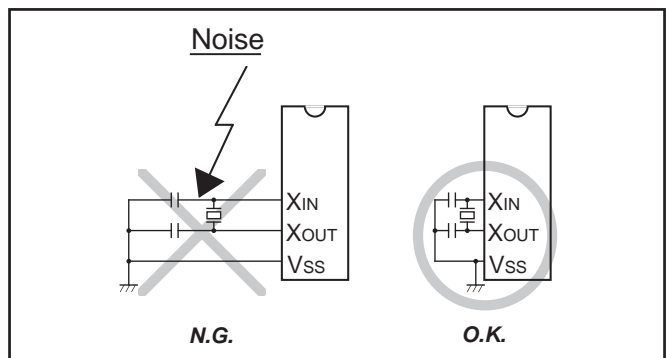 Noise
XIN
XOUT
VSS
XIN
XOUT
VSS
N.G.
O.K.